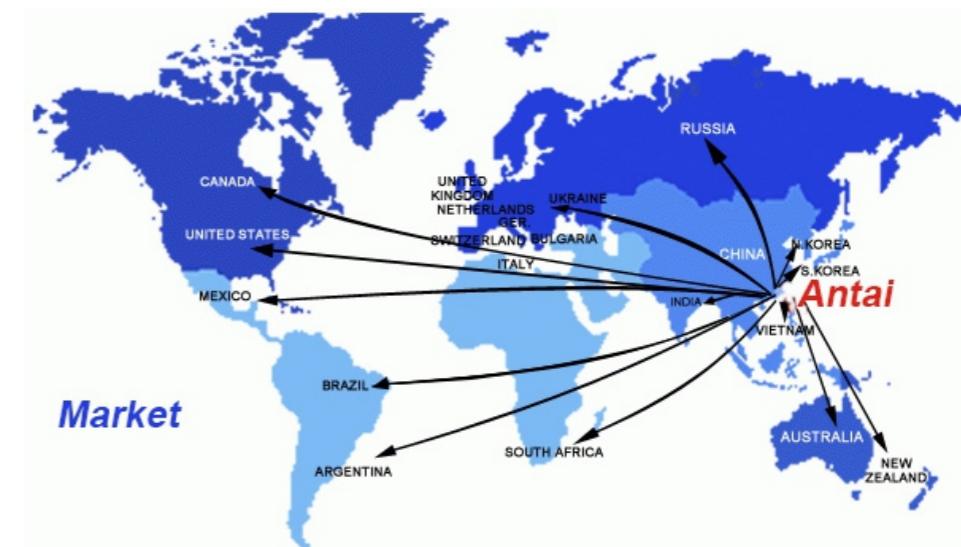 RUSSIA
CANADA
UNITED
KINGDOM
NETHERLANDS
UKRAINE
GER.
UNITED STATES
SWITZERLAND
BULGARIA
CHINA
N.KOREA
ITALY
S.KOREA
MEXICO
INDIA
Antai
VIETNAM
BRAZIL
Market
AUSTRALIA
SOUTH AFRICA
ARGENTINA
NEW
ZEALAND